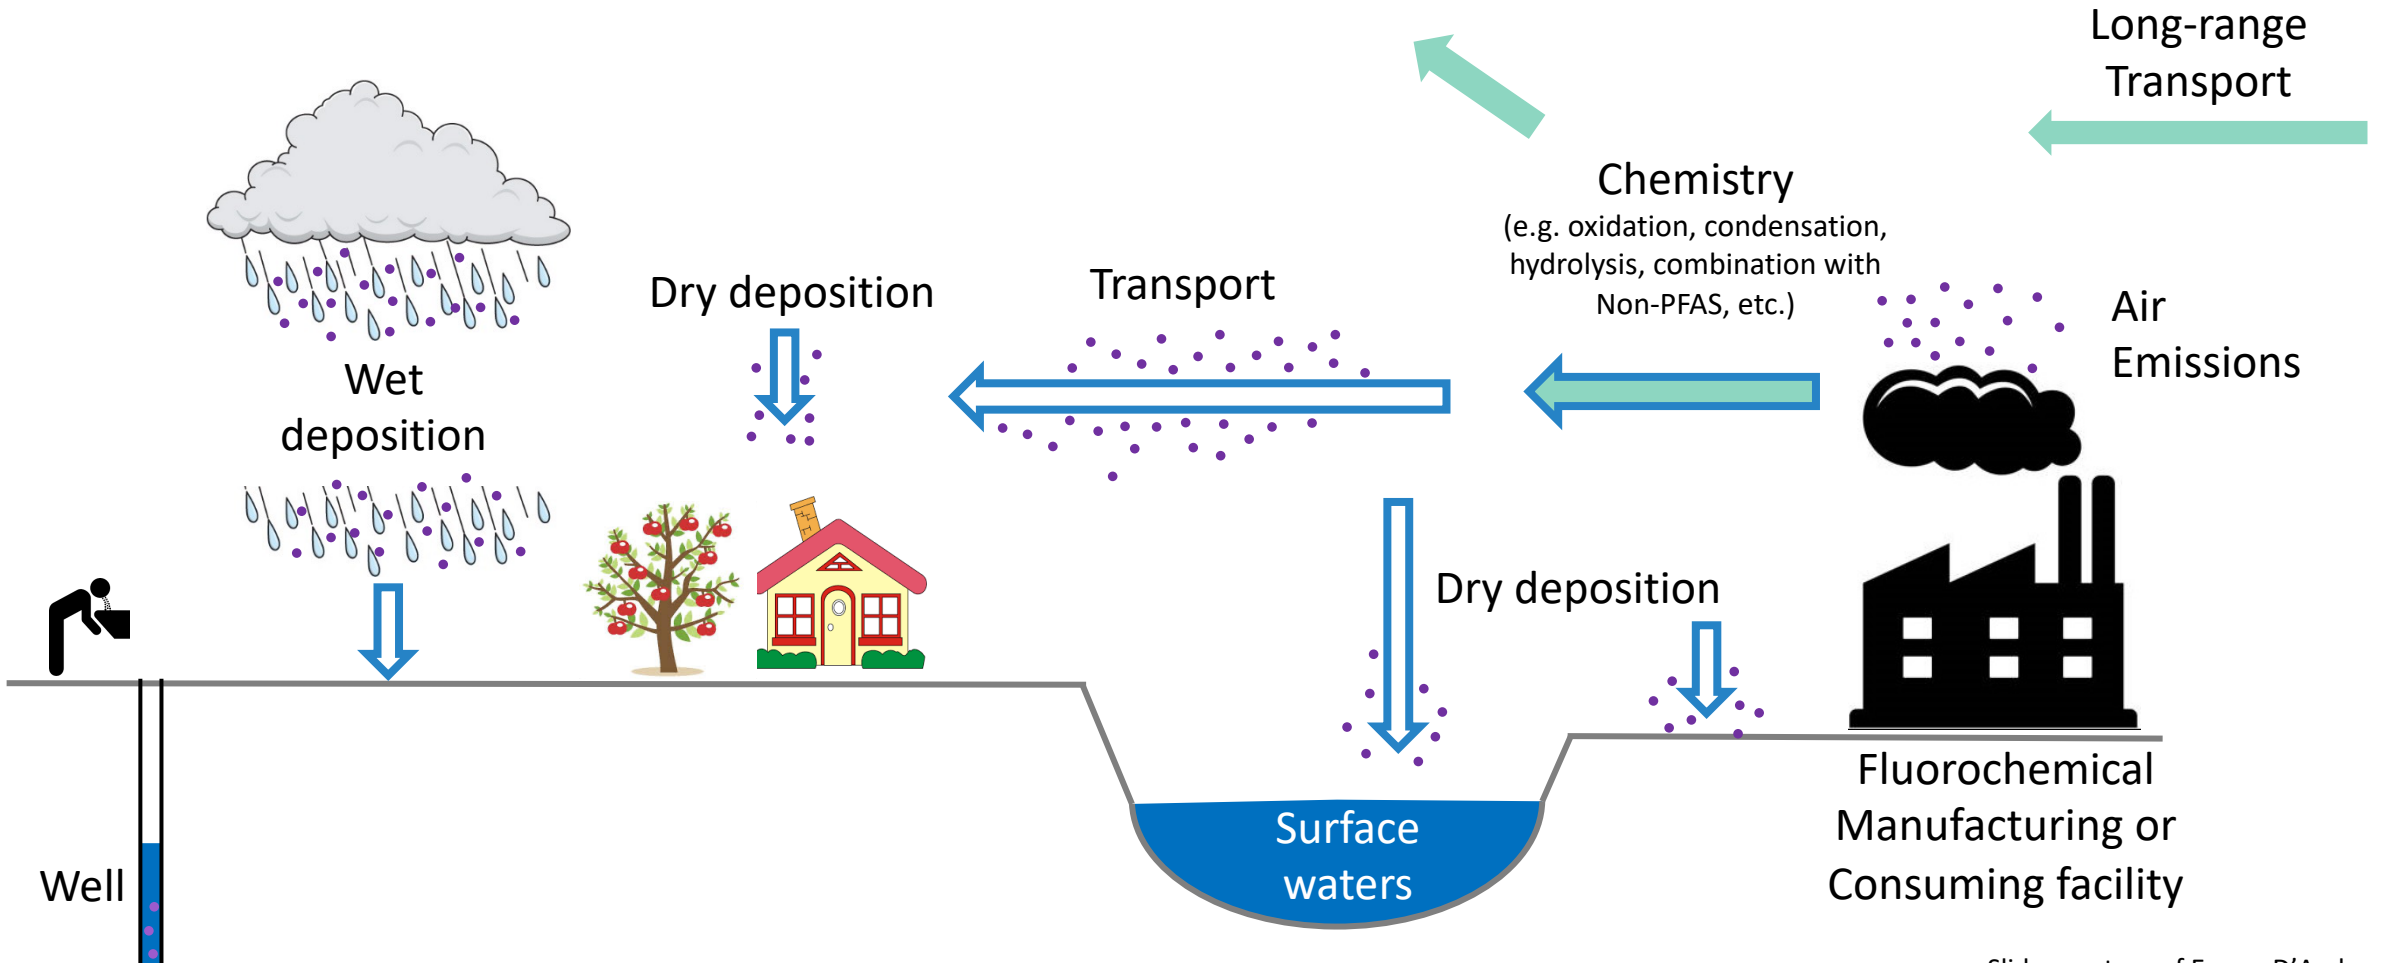 Long-range
Transport
Chemistry
(e.g. oxidation, condensation,
hydrolysis, combination with
Non-PFAS, etc.)
Air
Emissions
Transport
Dry deposition
Wet
deposition
Dry deposition
Surface
waters
Well
Fluorochemical
Manufacturing or
Consuming facility